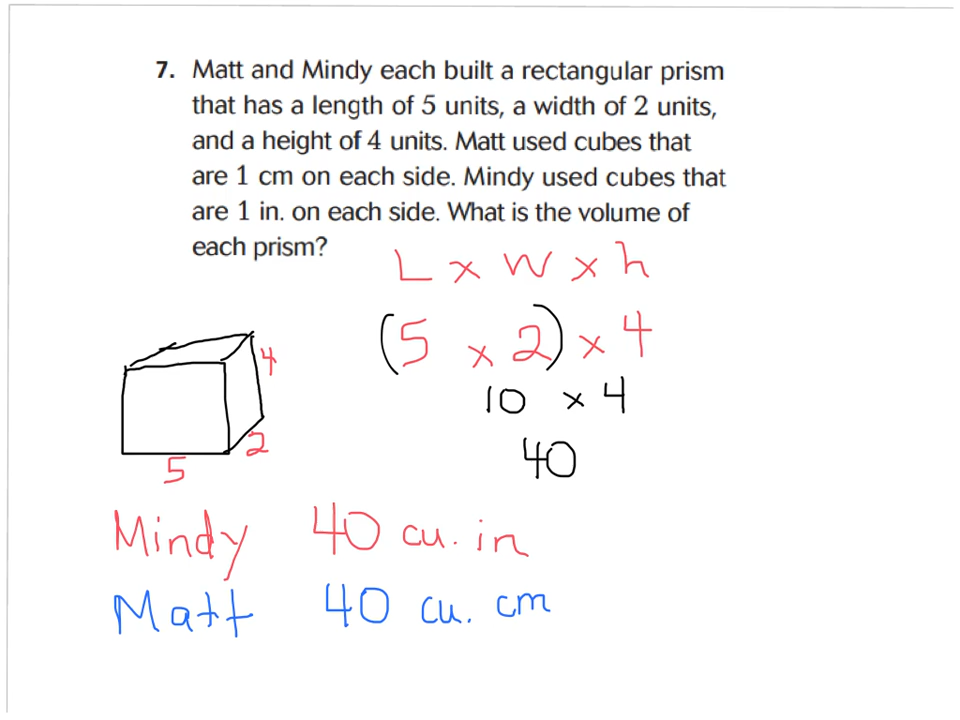 7. Matt and Mindy each built a rectangular prism
that has a length of 5 units, a width of 2 units,
and a height of 4 units. Matt used cubes that
are 1 cm on each side. Mindy used cubes that
are 1 in. on each side. What is the volume of
each prism?
L x W x h
(5 x 2) x 4
10 x 4
40
4
2
5
Mindy 40 cu. in
Matt 40 cu. cm